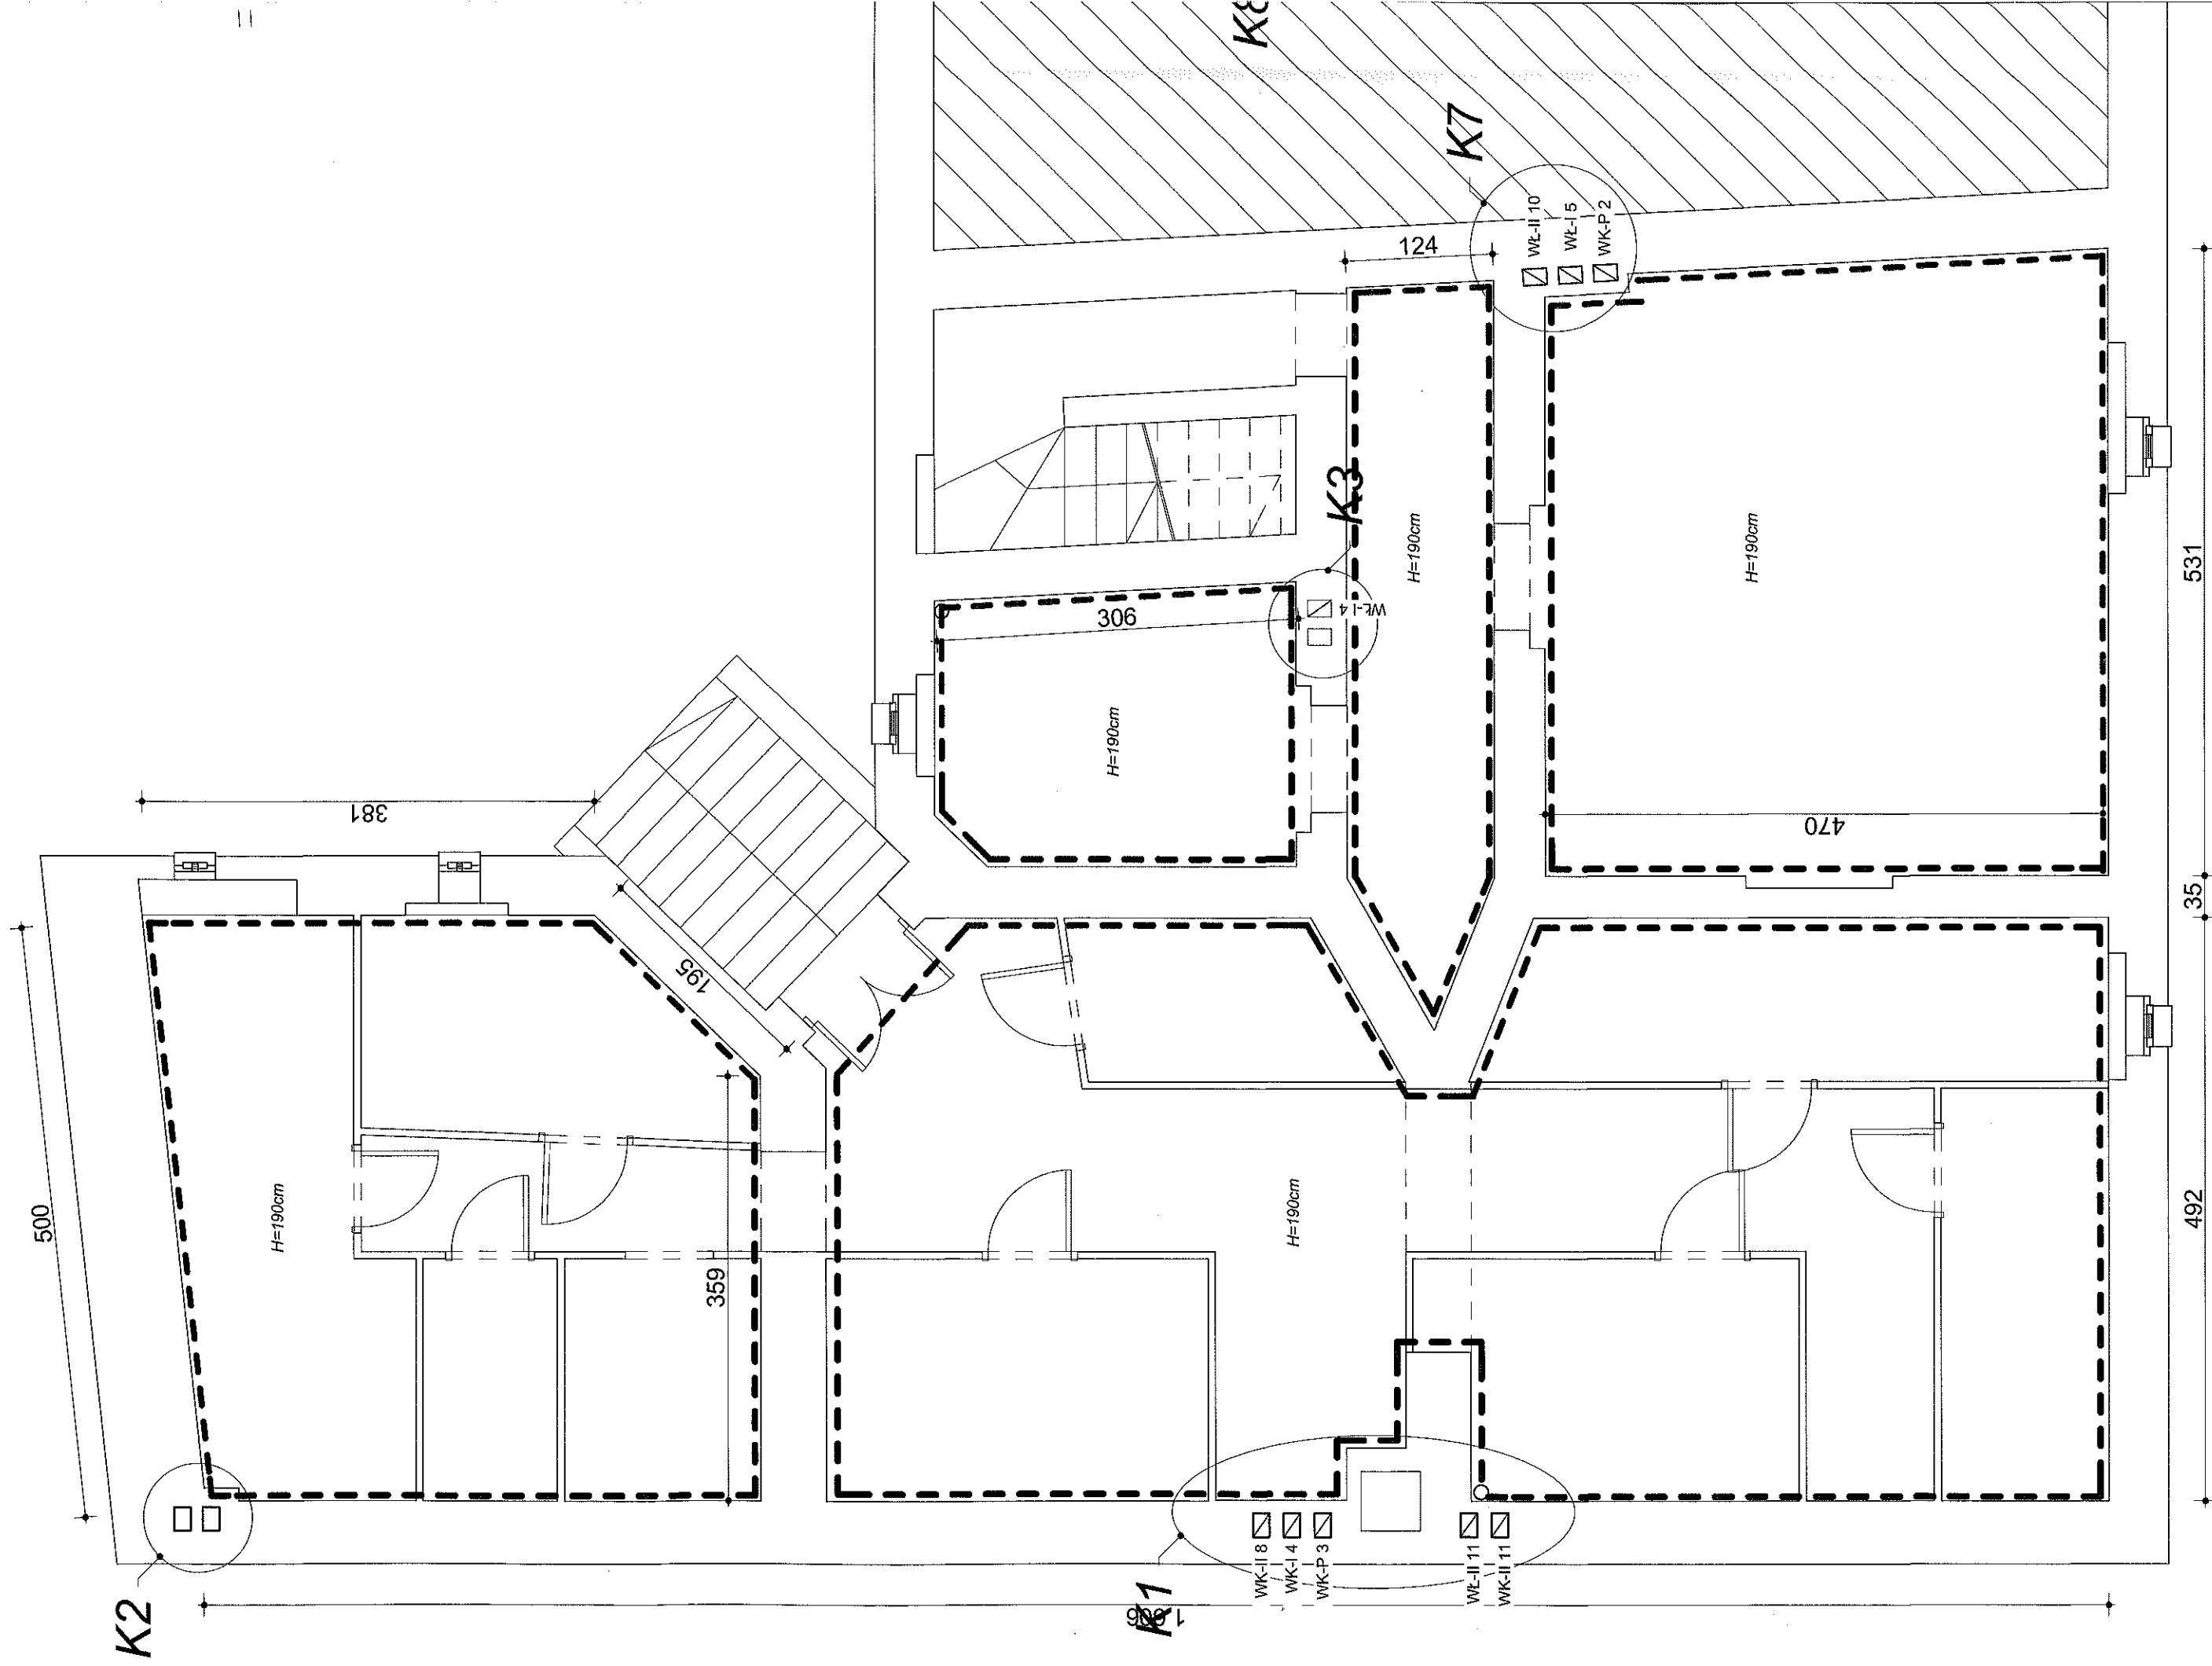 K8
K7
WŁ-II 10
WŁ-I 5
WK-P 2
124
K3
WŁ-I 4
306
H=190cm
H=190cm
H=190cm
531
470
35
381
195
500
H=190cm
359
H=190cm
492
K2
K1
WK-II 8
WK-I 4
WK-P 3
WŁ-II 11
WK-II 11